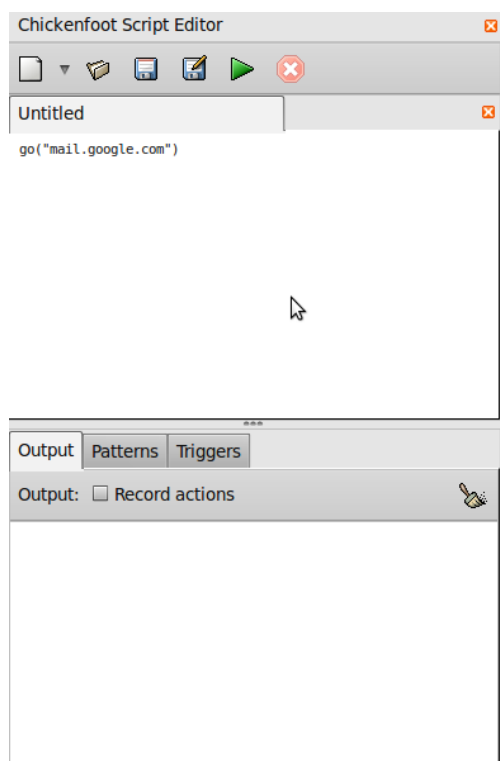 Chickenfoot Script Editor
Untitled
go("mail.google.com")
Output Patterns Triggers
Output: Record actions